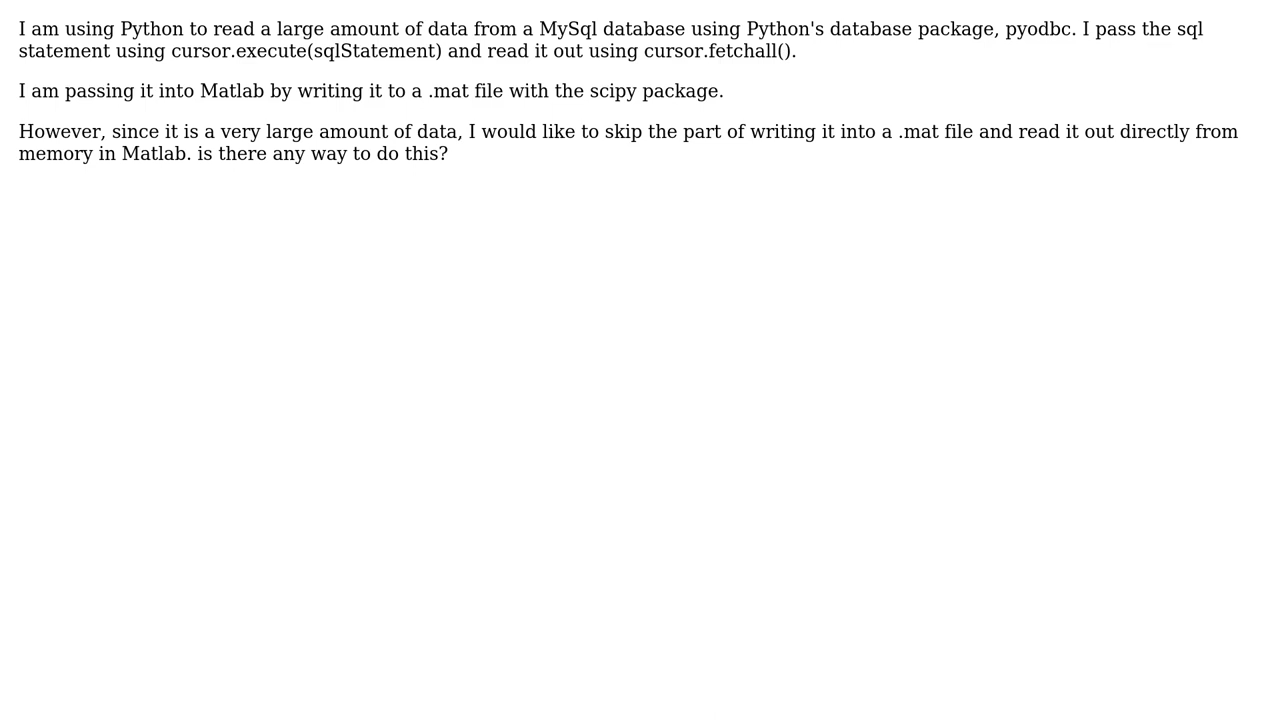 I am using Python to read a large amount of data from a MySql database using Python's database package, pyodbc. I pass the sql
statement using cursor.execute(sqlStatement) and read it out using cursor.fetchall().
I am passing it into Matlab by writing it to a .mat file with the scipy package.
However, since it is a very large amount of data, I would like to skip the part of writing it into a .mat file and read it out directly from
memory in Matlab. is there any way to do this?